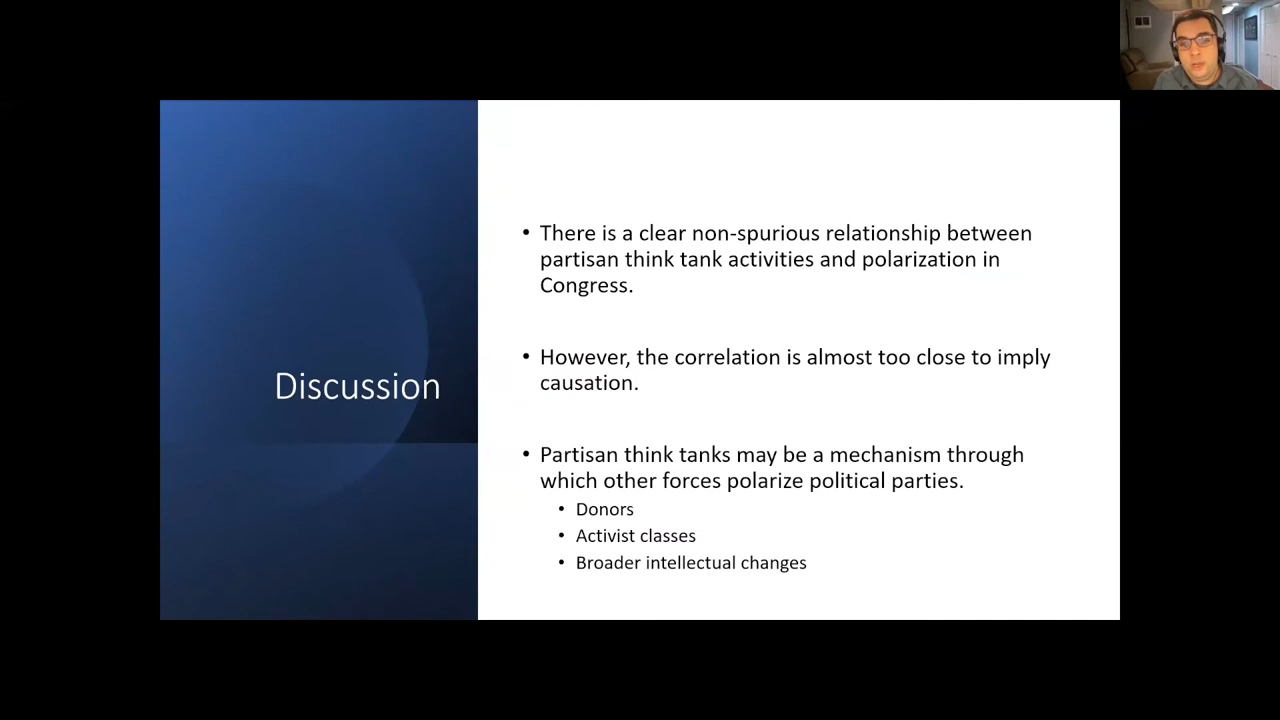 Discussion
• There is a clear non-spurious relationship between
partisan think tank activities and polarization in
Congress.
• However, the correlation is almost too close to imply
causation.
• Partisan think tanks may be a mechanism through
which other forces polarize political parties.
• Donors
• Activist classes
• Broader intellectual changes